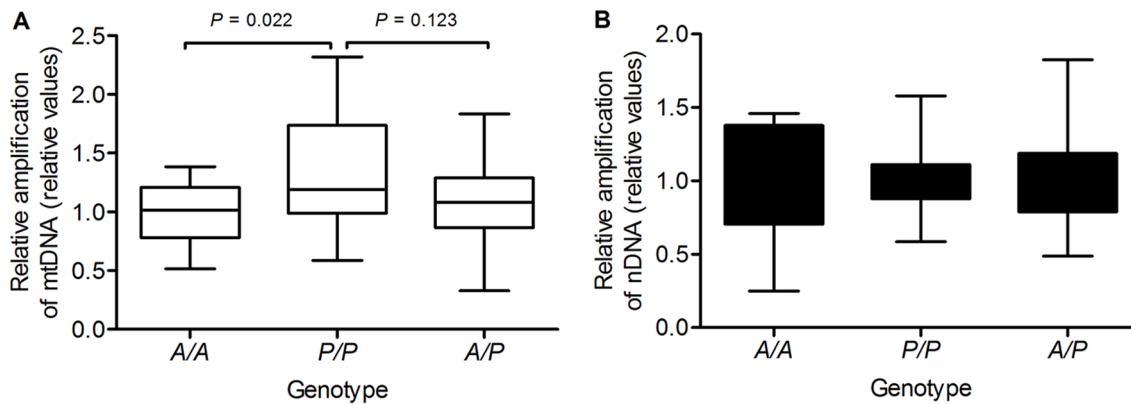 A
P = 0.022
P = 0.123
Relative amplification
of mtDNA (relative values)
2.5
2.0
1.5
1.0
0.5
0.0
A/A
P/P
A/P
Genotype
B
Relative amplification
of nDNA (relative values)
2.0
1.5
1.0
0.5
0.0
A/A
P/P
A/P
Genotype